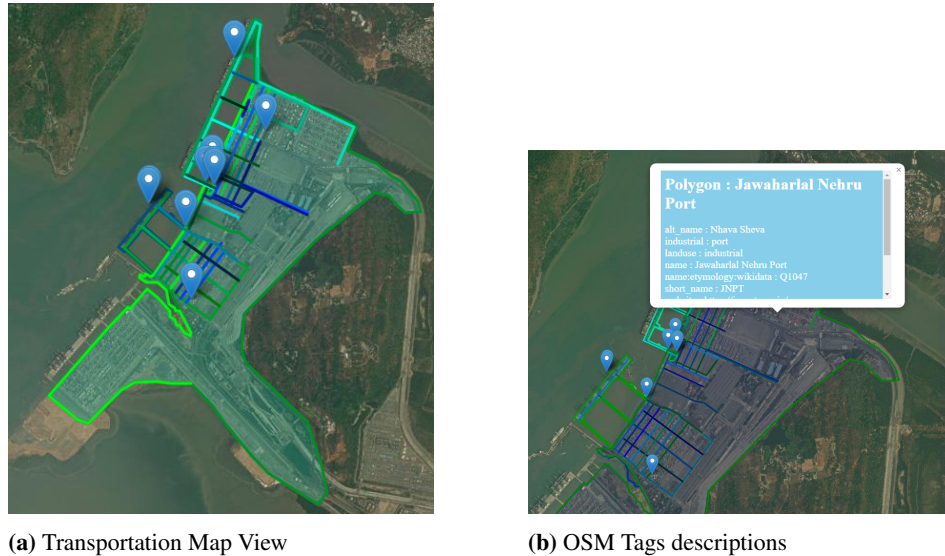 Polygon : Jawaharlal Nehru
Port
alt_name : Nhava Sheva
industrial : port
landuse : industrial
name : Jawaharlal Nehru Port
name:etymology:wikidata : Q1047
short_name : JNPT
(a) Transportation Map View
(b) OSM Tags descriptions